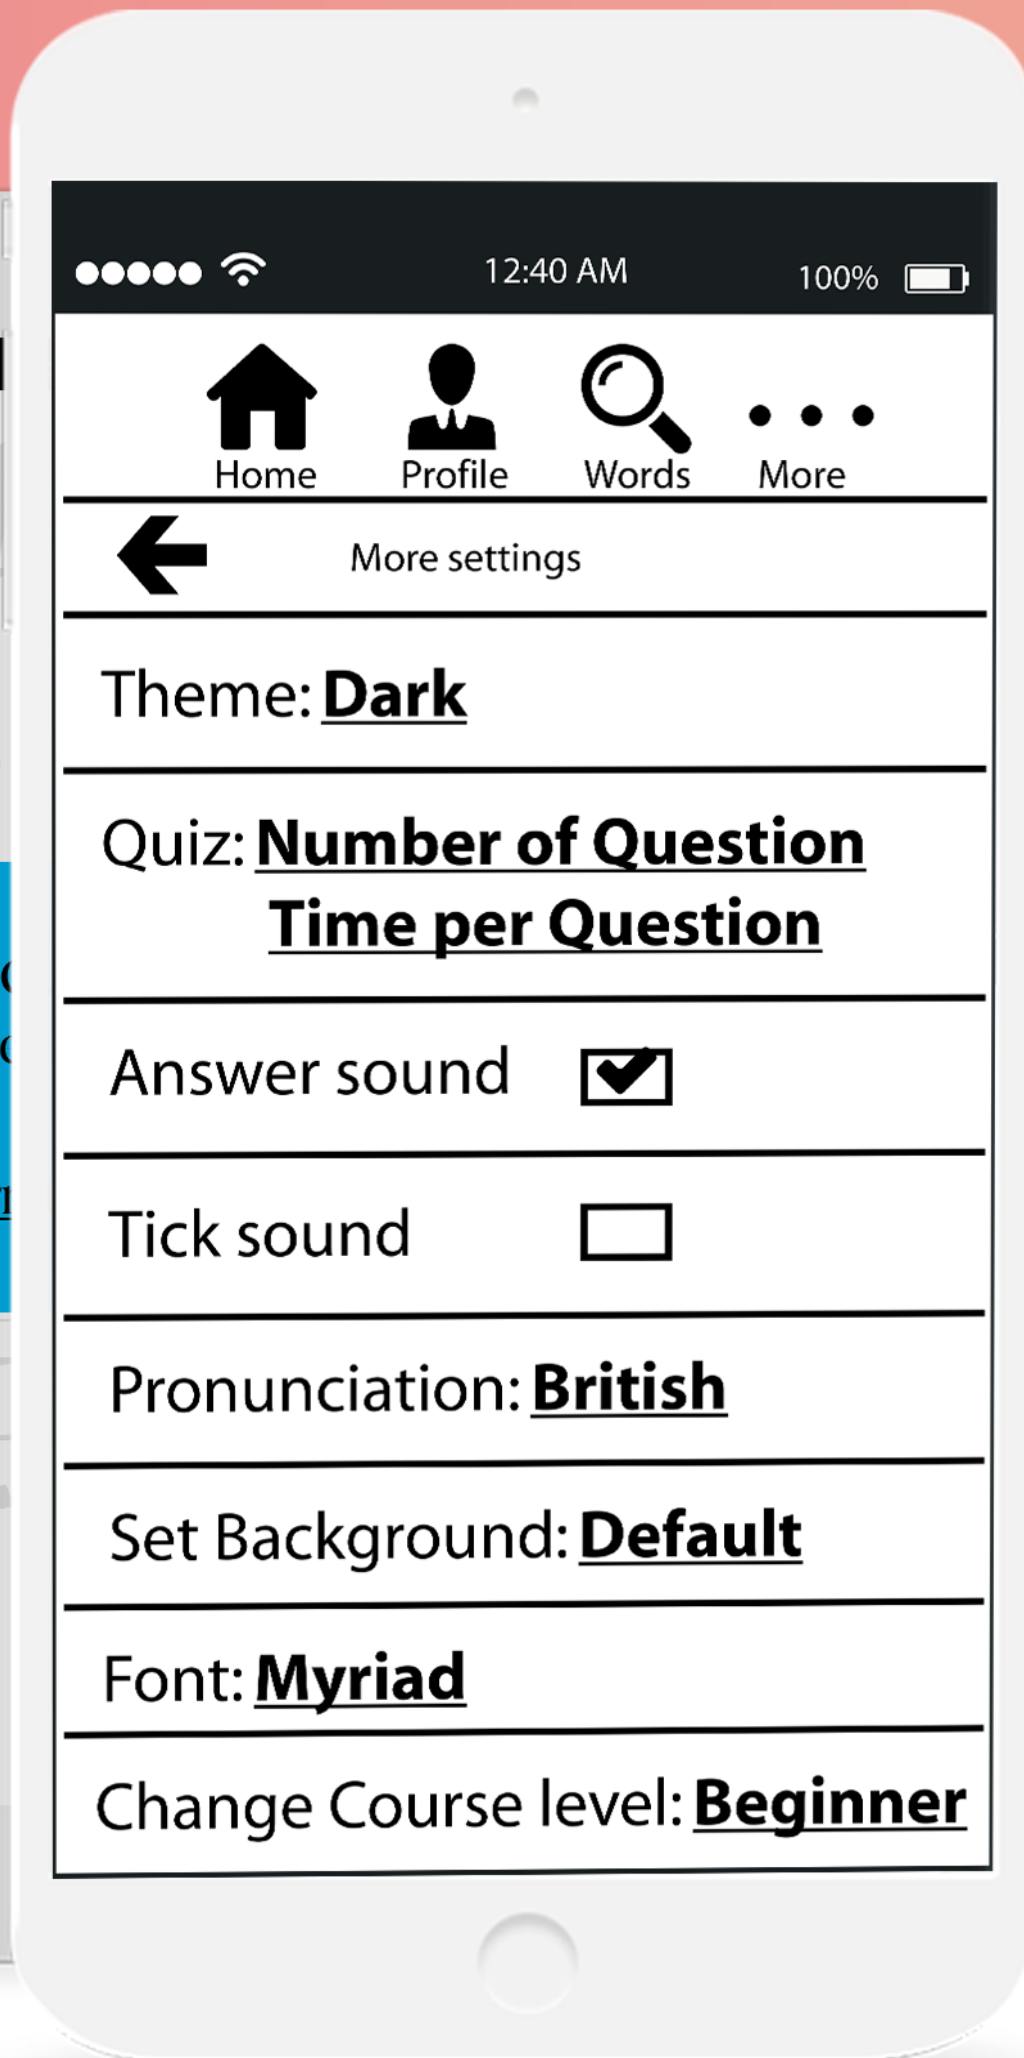 12:40 AM 100%
Home Profile Words More
More settings
Theme: Dark
Quiz: Number of Question
Time per Question
Answer sound
Tick sound
Pronunciation: British
Set Background: Default
Font: Myriad
Change Course level: Beginner